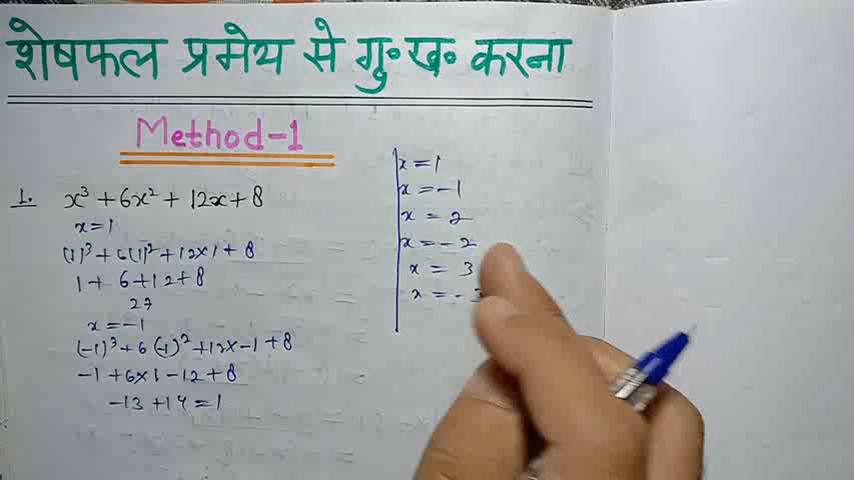 शेषफल प्रमेय से गु॰ख॰ करना
Method-1
1. x³ + 6x² + 12x + 8
x = 1
(1)³ + 6(1)² + 12×1 + 8
1 + 6 + 12 + 8
27
x = -1
(-1)³ + 6(-1)² + 12×-1 + 8
-1 + 6×1 - 12 + 8
-13 + 14 = 1
x = 1
x = -1
x = 2
x = -2
x = 3
x = -3